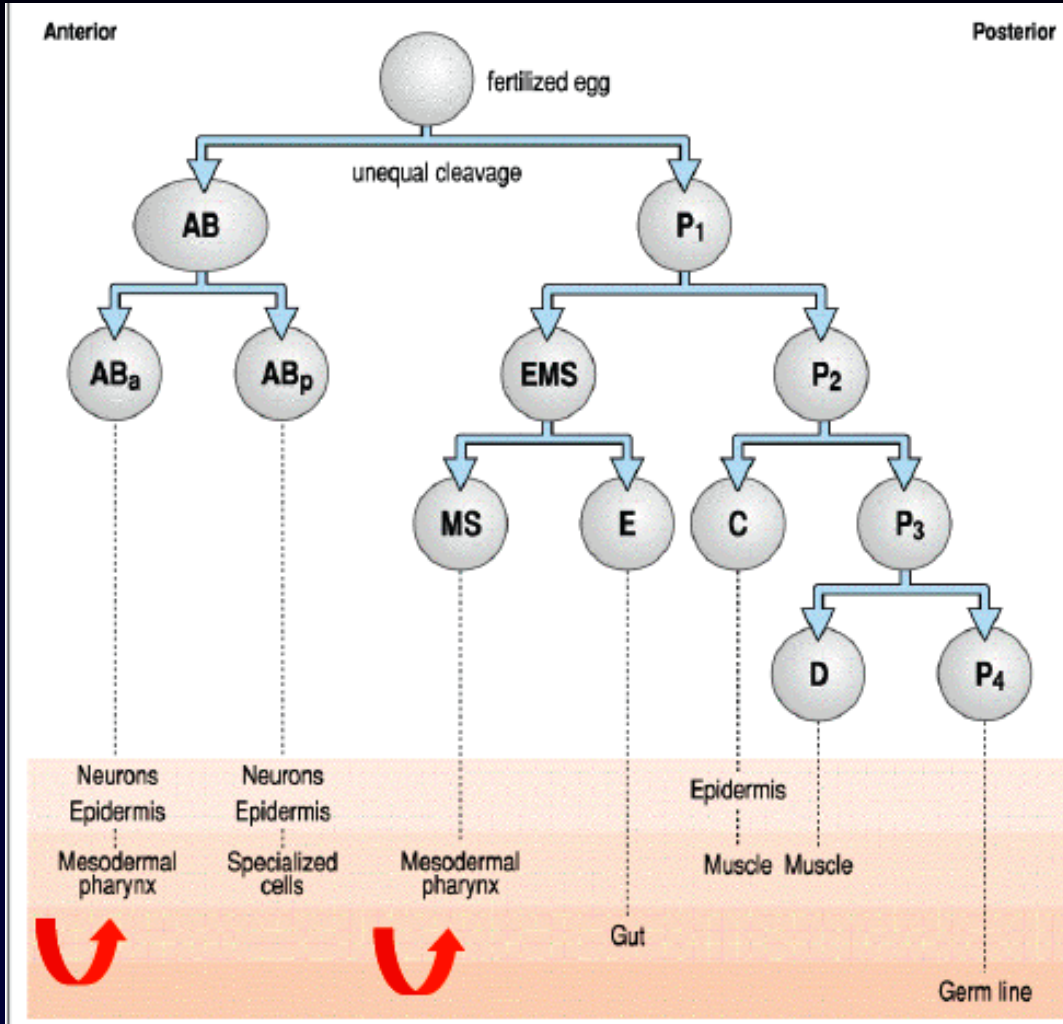 Anterior
Posterior
fertilized egg
unequal cleavage
AB
P₁
ABₐ
ABₚ
EMS
P₂
MS
E
C
P₃
D
P₄
Neurons
Epidermis
Mesodermal
pharynx
Neurons
Epidermis
Specialized
cells
Mesodermal
pharynx
Gut
Epidermis
Muscle
Muscle
Germ line